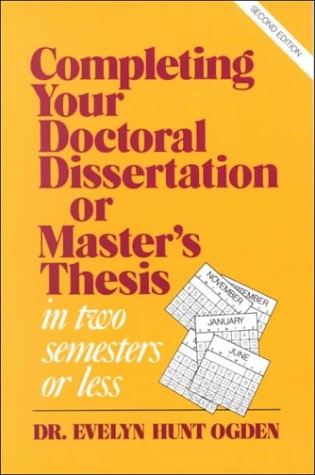 SECOND EDITION
Completing
Your
Doctoral
Dissertation
or
Master's
Thesis
in two
semesters
or less
NOVEMBER
JANUARY
JUNE
DR. EVELYN HUNT OGDEN